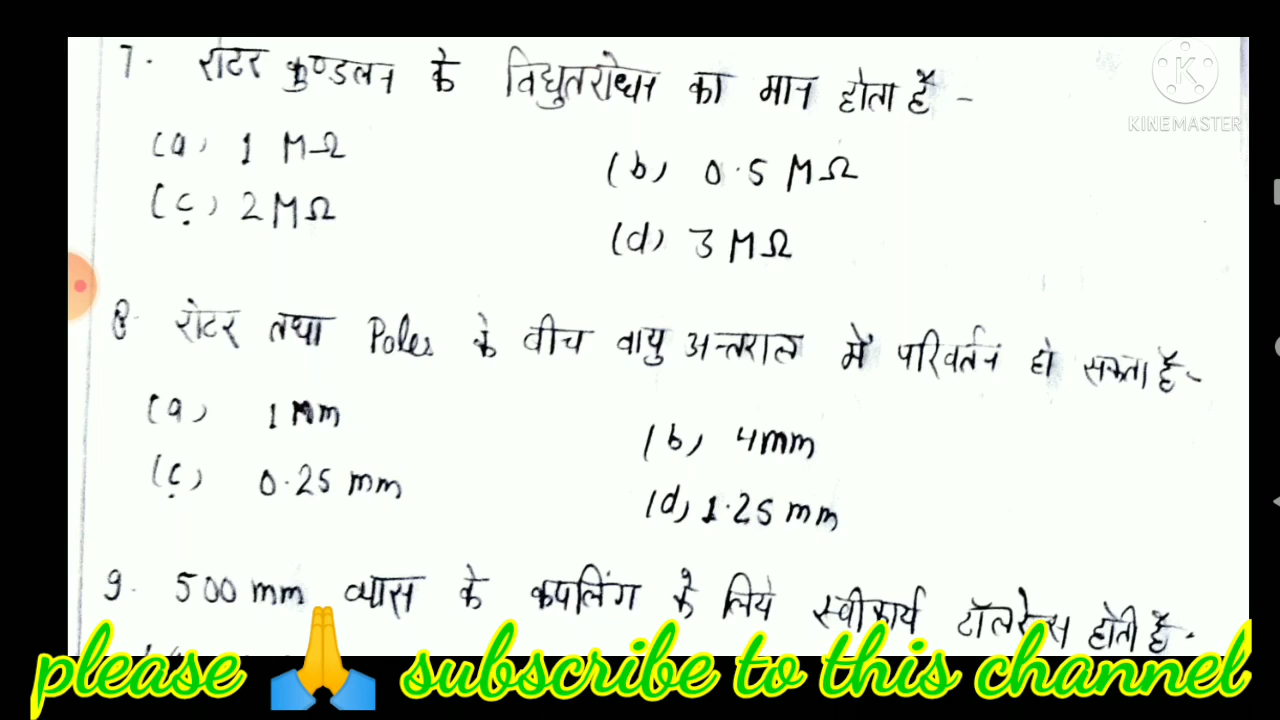 7. रोटर कुण्डलन के विधुतरोधन का मान होता हैं -
KINEMASTER
(a) 1 MΩ
(b) 0.5 MΩ
(c) 2 MΩ
(d) 3 MΩ
8. रोटर तथा Poles के वीच वायु अन्तराल में परिवर्तन हो सकता हैं -
(a) 1 mm
(b) 4mm
(c) 0.25 mm
(d) 1.25 mm
9. 500 mm व्यास के कपलिंग के लिये स्वीकार्य टॉलरेन्स होती हैं -
please 🙏 subscribe to this channel